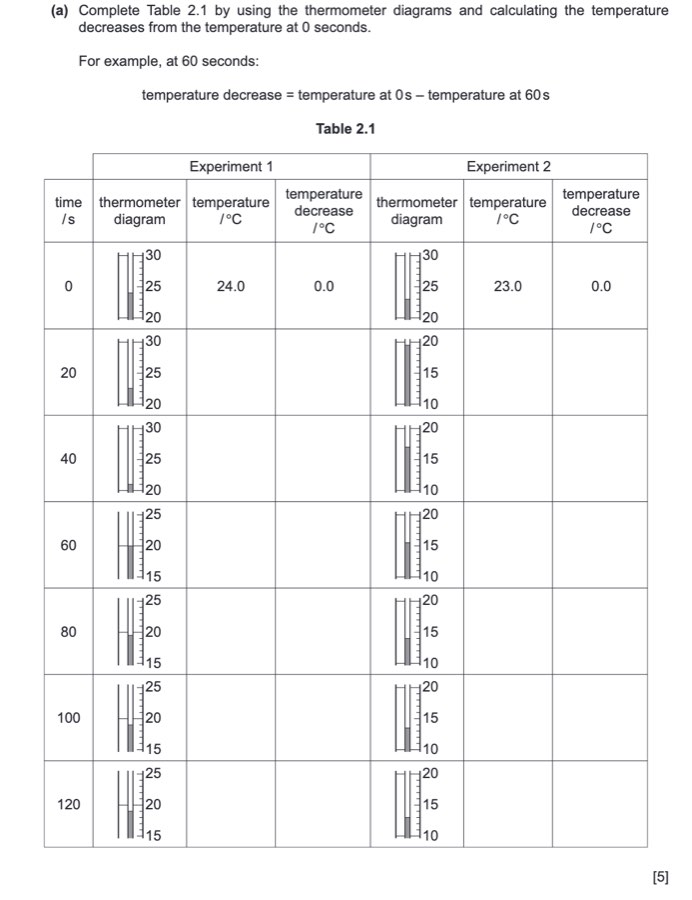 (a) Complete Table 2.1 by using the thermometer diagrams and calculating the temperature
decreases from the temperature at 0 seconds.
For example, at 60 seconds:
temperature decrease = temperature at 0 s – temperature at 60 s
Table 2.1
Experiment 1 Experiment 2
time /s thermometer diagram temperature /°C temperature decrease /°C thermometer diagram temperature /°C temperature decrease /°C
30 30
0 25 24.0 0.0 25 23.0 0.0
20 20
30 20
20 25 15
20 10
30 20
40 25 15
20 10
25 20
60 20 15
15 10
25 20
80 20 15
15 10
25 20
100 20 15
15 10
25 20
120 20 15
15 10
[5]